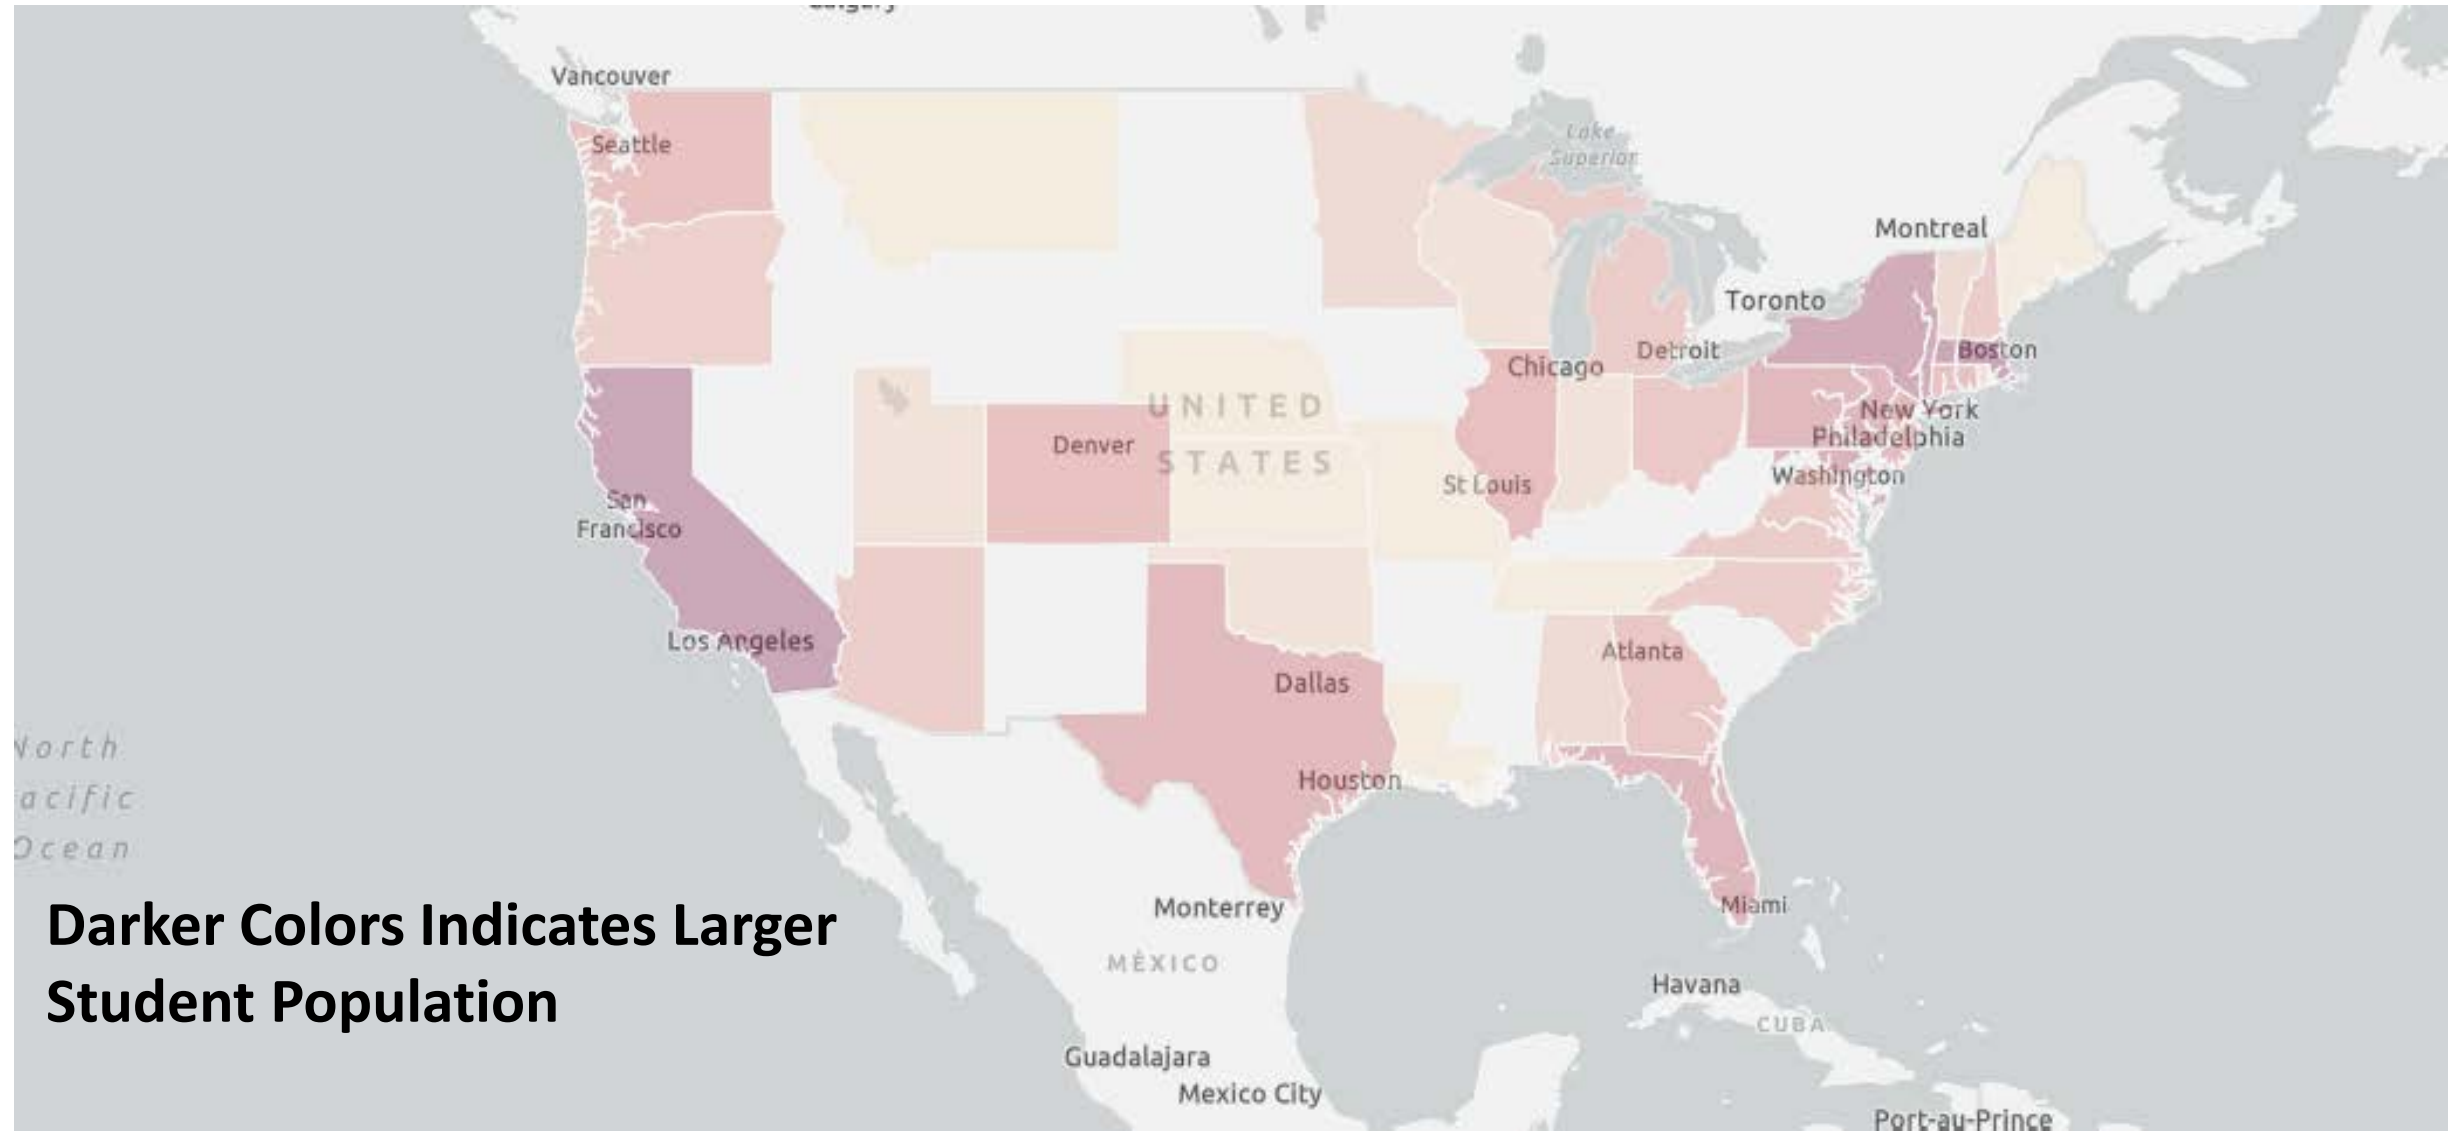 Calgary
Vancouver
Seattle
Lake
Superior
Montreal
Toronto
Chicago
Detroit
Boston
UNITED
STATES
Denver
New York
Philadelphia
Washington
St Louis
San
Francisco
Los Angeles
Atlanta
Dallas
Houston
Miami
North
acific
Ocean
Darker Colors Indicates Larger
Student Population
Monterrey
MÉXICO
Havana
CUBA
Guadalajara
Mexico City
Port-au-Prince